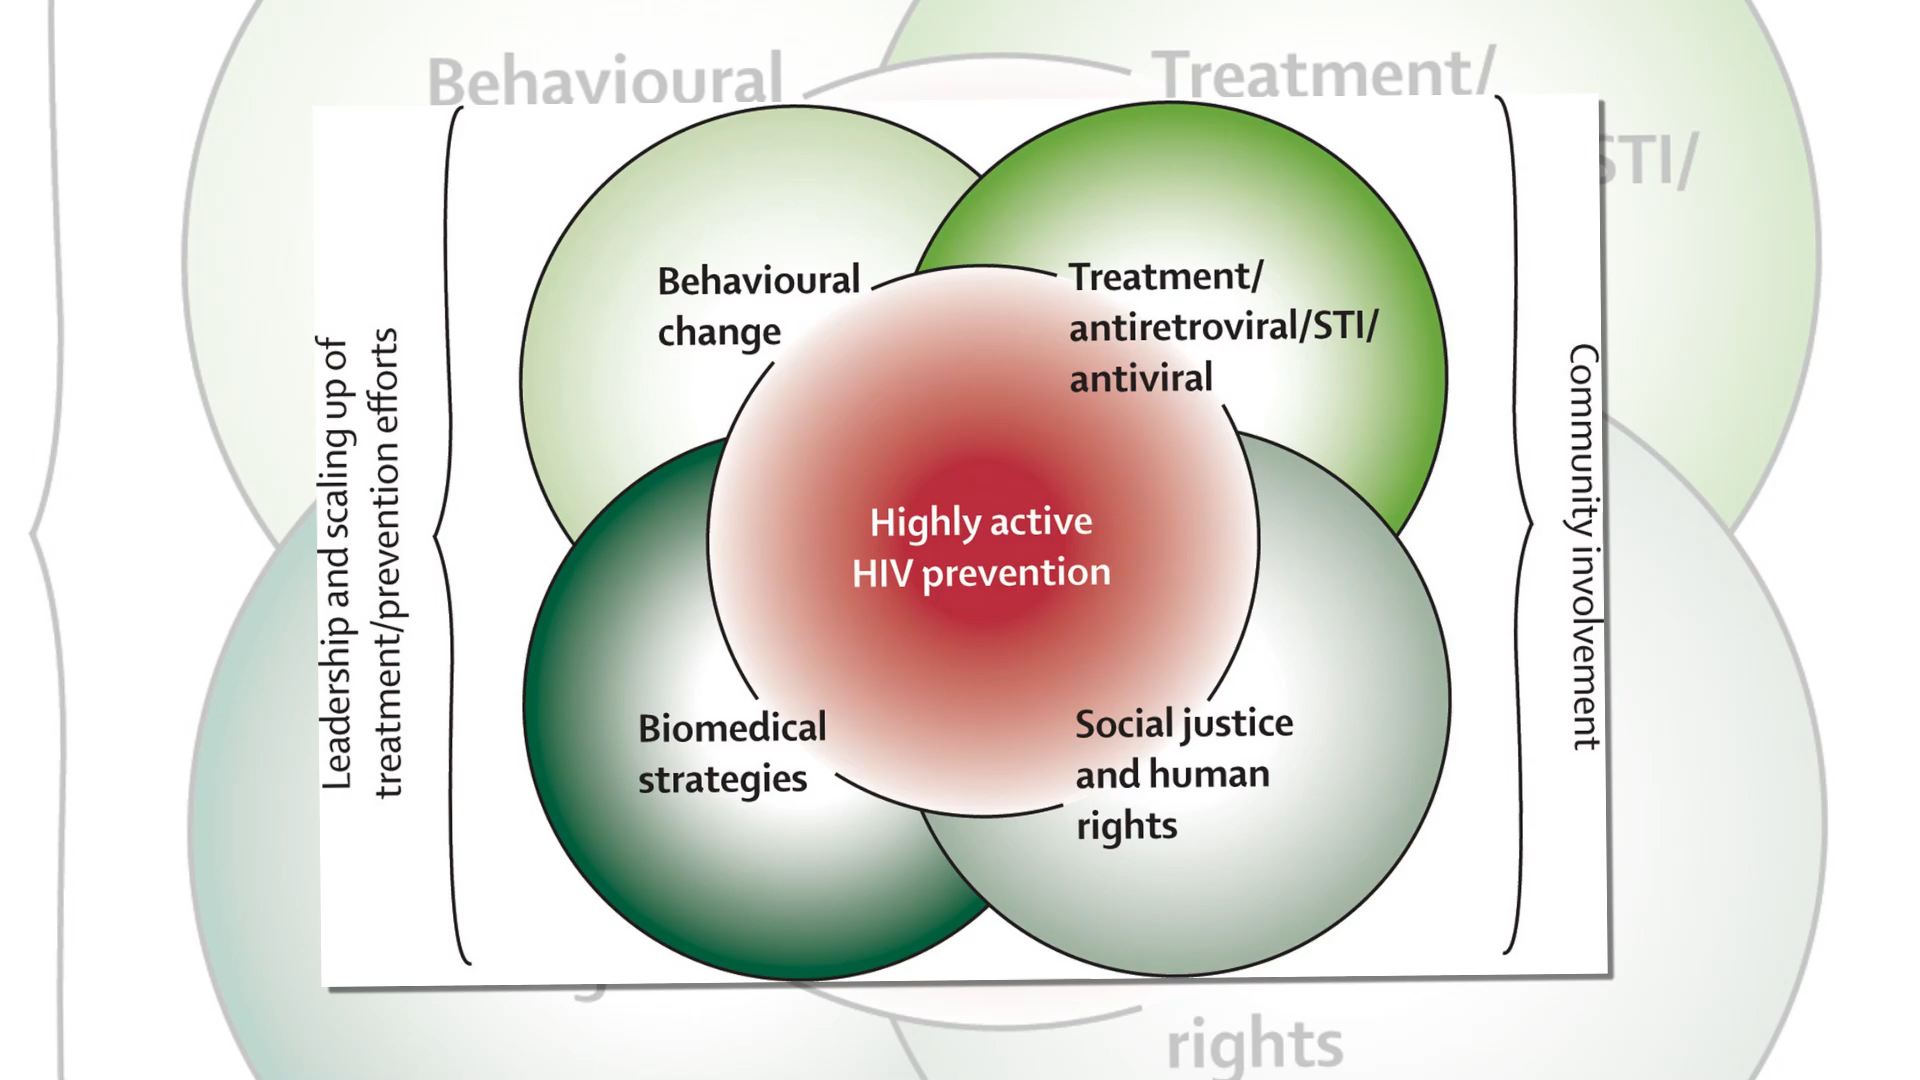 Behavioural
Treatment/
STI/
Leadership and scaling up of
treatment/prevention efforts
Behavioural
change
Treatment/
antiretroviral/STI/
antiviral
Highly active
HIV prevention
Biomedical
strategies
Social justice
and human
rights
Community involvement
rights